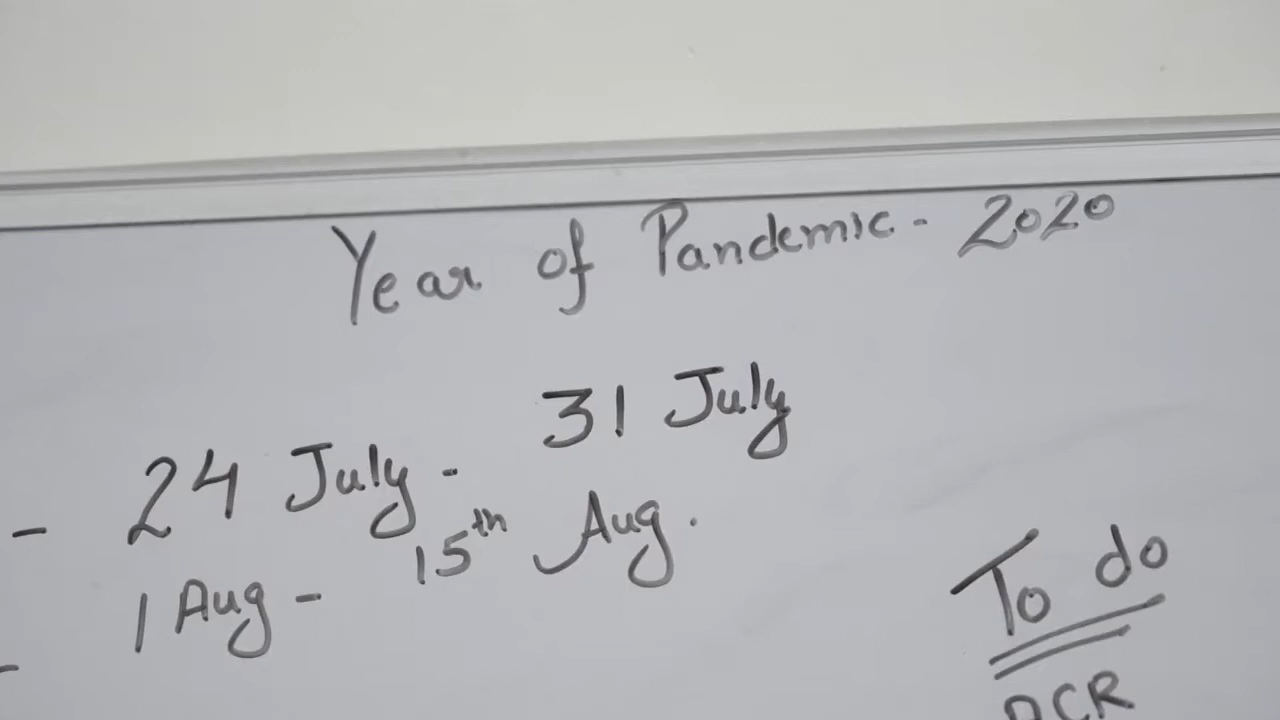 Year of Pandemic - 2020
- 24 July - 31 July
- 1 Aug - 15th Aug.
To do